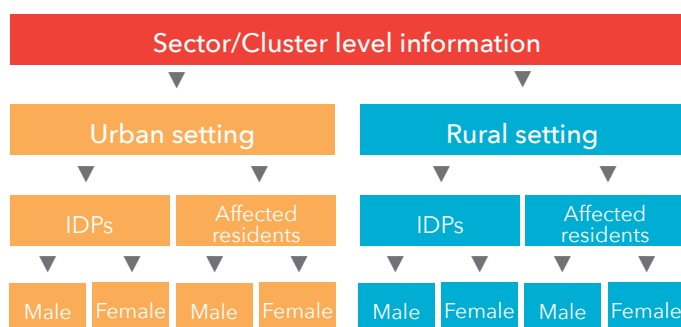 Sector/Cluster level information
Urban setting
Rural setting
IDPs
Affected
residents
IDPs
Affected
residents
Male
Female
Male
Female
Male
Female
Male
Female